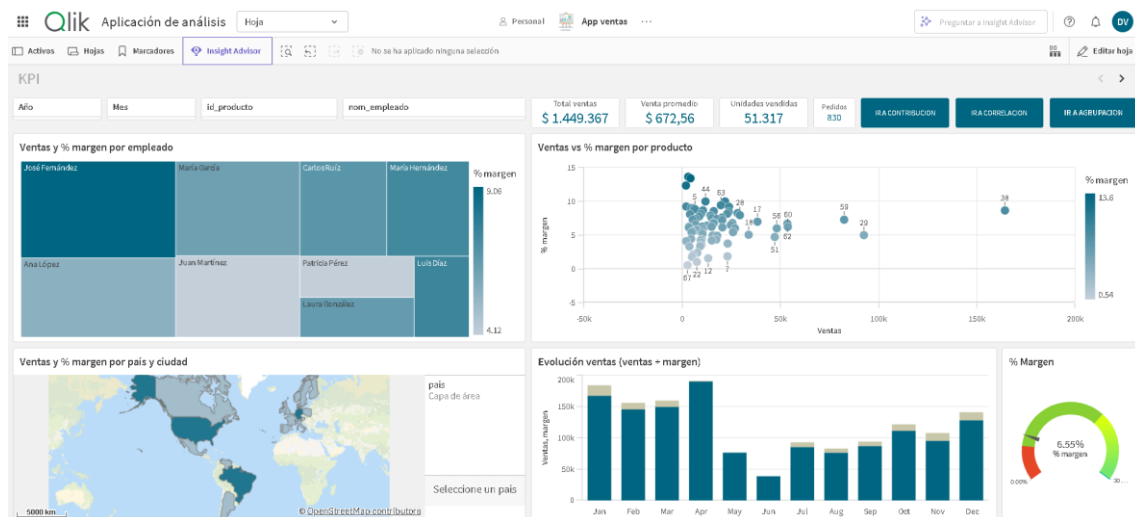 Qlik Aplicación de análisis Hoja Personal App ventas ... Preguntar a Insight Advisor DV
Activos Hojas Marcadores Insight Advisor No se ha aplicado ninguna selección Editar hoja
KPI
Año Mes id_producto nom_empleado
Total ventas
$ 1.449.367
Venta promedio
$ 672,56
Unidades vendidas
51.317
Pedidos
830
IR A CONTRIBUCION
IR A CORRELACION
IR A AGRUPACION
Ventas y % margen por empleado
José Fernández
María García
Carlos Ruíz
María Hernández
Ana López
Juan Martínez
Patricia Pérez
Luis Díaz
Laura González
% margen
9.06
4.12
Ventas vs % margen por producto
% margen
15
10
5
0
-5
5 44 63 28 17 18 56 60 62 51 59 29 38
67 22 12 7
-50k 0 50k 100k 150k 200k
Ventas
% margen
13.6
0.54
Ventas y % margen por país y ciudad
pais
Capa de área
Seleccione un pais
5000 km
© OpenStreetMap contributors
Evolución ventas (ventas + margen)
Ventas, margen
200k
150k
100k
50k
0
Jan Feb Mar Apr May Jun Jul Aug Sep Oct Nov Dec
% Margen
6.55%
% margen
0.00%
30....